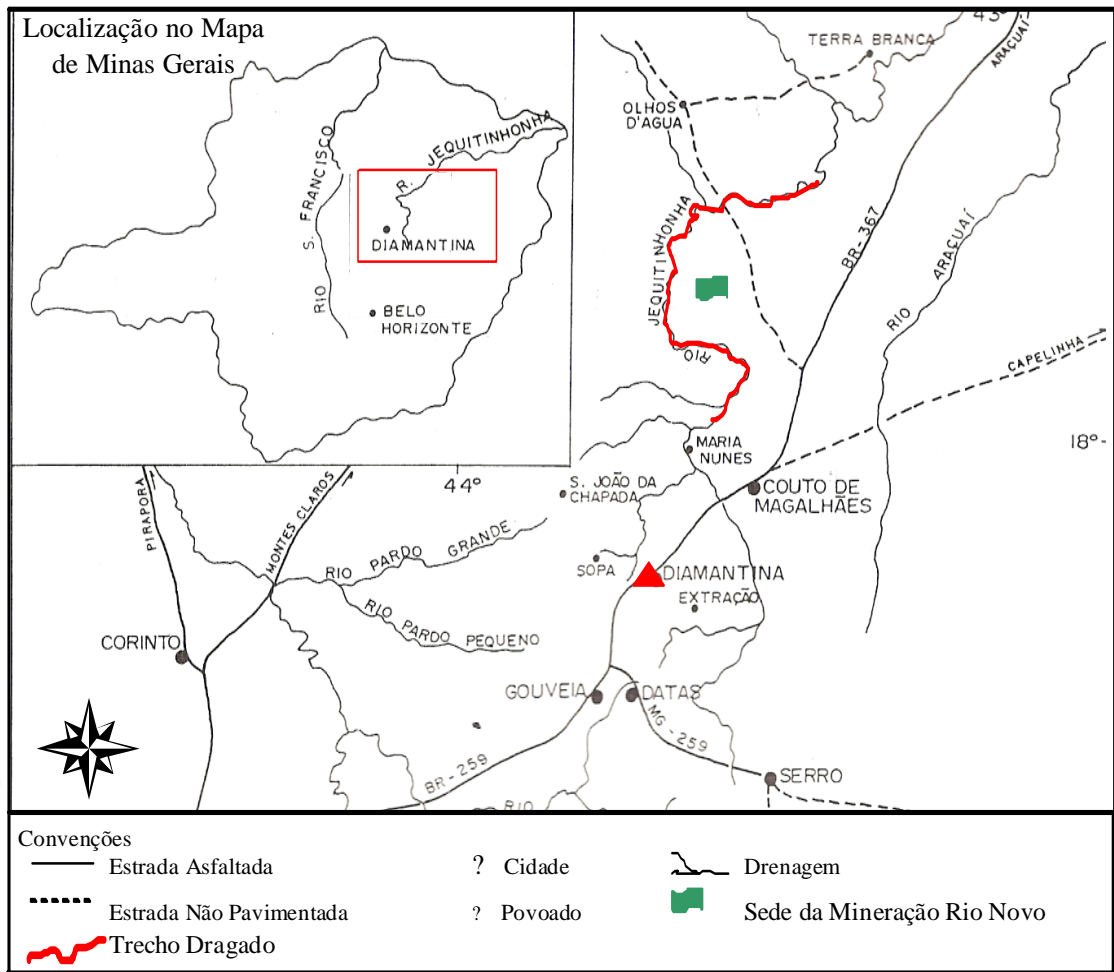 Localização no Mapa
de Minas Gerais
RIO S. FRANCISCO
R. JEQUITINHONHA
DIAMANTINA
BELO
HORIZONTE
ARAÇUAÍ
TERRA BRANCA
OLHOS
D'AGUA
JEQUITINHONHA
RIO
BR-367
RIO ARAÇUAÍ
CAPELINHA
18°
MARIA
NUNES
44°
S. JOÃO DA
CHAPADA
COUTO DE
MAGALHÃES
PIRAPORA
MONTES CLAROS
RIO PARDO GRANDE
SOPA
DIAMANTINA
EXTRAÇÃO
RIO PARDO PEQUENO
CORINTO
GOUVEIA
DATAS
MG-259
BR-259
SERRO
RIO
Convenções
Estrada Asfaltada
? Cidade
Drenagem
Estrada Não Pavimentada
? Povoado
Sede da Mineração Rio Novo
Trecho Dragado